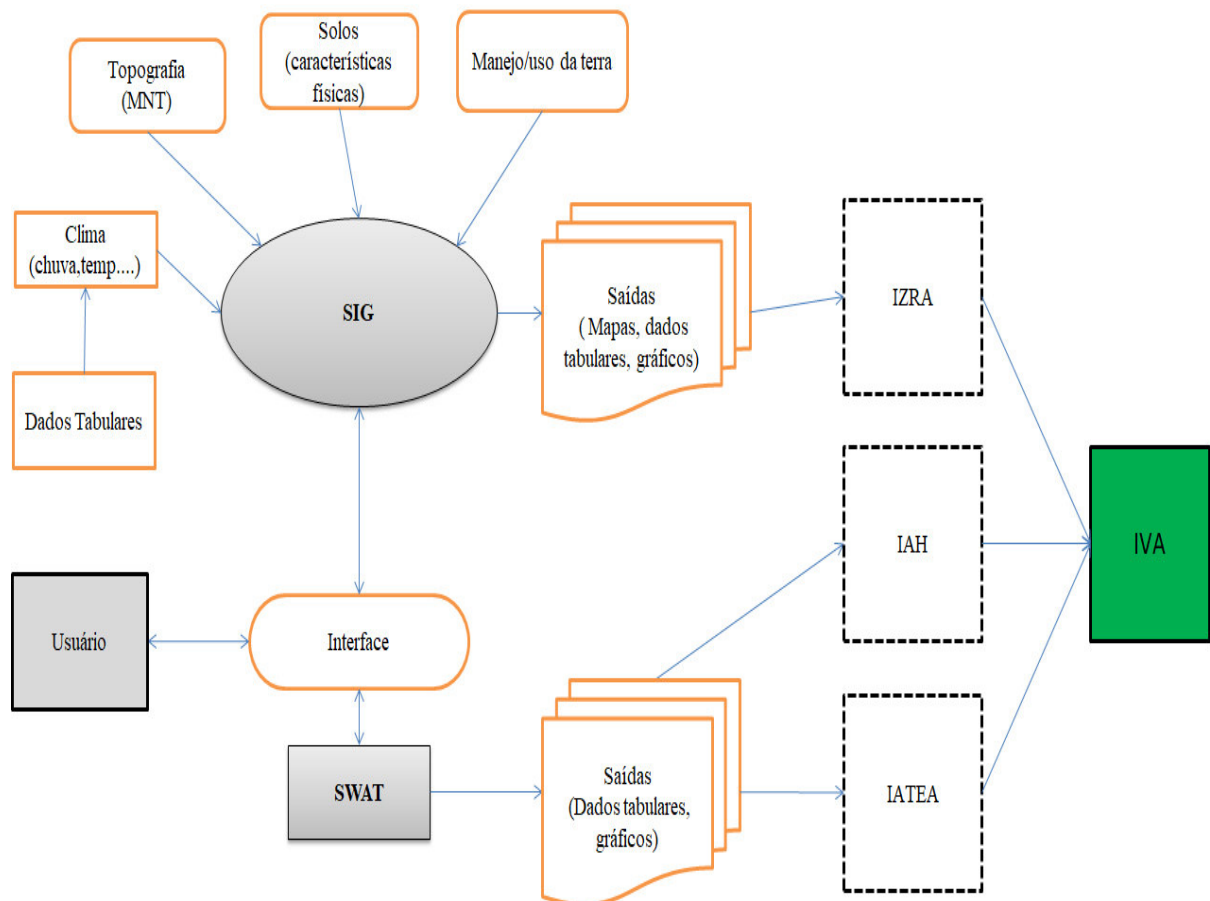 Topografia
(MNT)
Solos
(características
físicas)
Manejo/uso da terra
Clima
(chuva,temp....)
SIG
Saídas
( Mapas, dados
tabulares, gráficos)
IZRA
Dados Tabulares
IAH
IVA
Usuário
Interface
SWAT
Saídas
(Dados tabulares,
gráficos)
IATEA